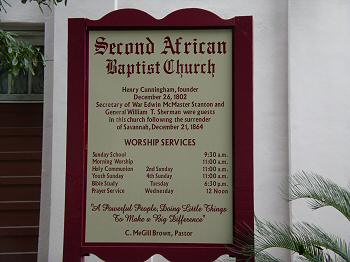 Second African
Baptist Church
Henry Cunningham, founder
December 26, 1802
Secretary of War Edwin McMaster Stanton and
General William T. Sherman were guests
in this church following the surrender
of Savannah, December 21, 1864
WORSHIP SERVICES
Sunday School 9:30 a.m.
Morning Worship 11:00 a.m.
Holy Communion 2nd Sunday 11:00 a.m.
Youth Sunday 4th Sunday 11:00 a.m.
Bible Study Tuesday 6:30 p.m.
Prayer Service Wednesday 12 Noon
"A Powerful People, Doing Little Things
To Make a Big Difference"
C. MeGill Brown, Pastor